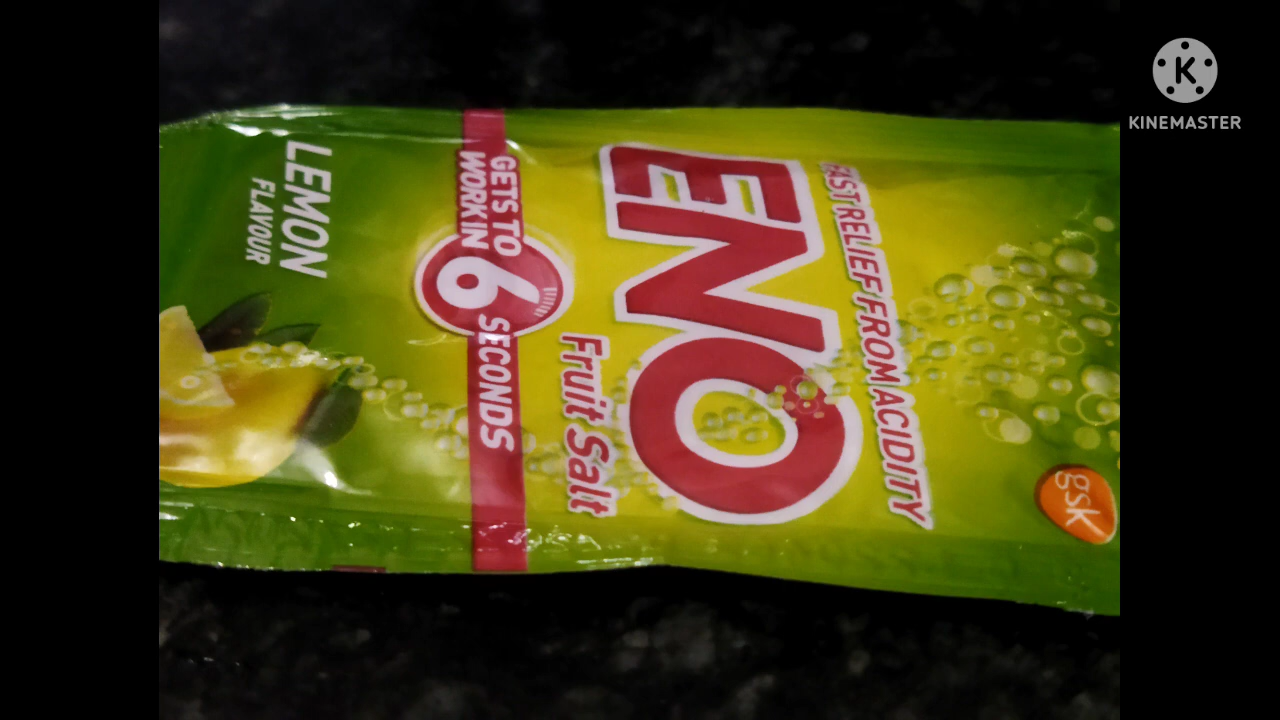 gsk
FAST RELIEF FROM ACIDITY
ENO
Fruit Salt
GETS TO
WORK IN
6 SECONDS
LEMON
FLAVOUR
KINEMASTER